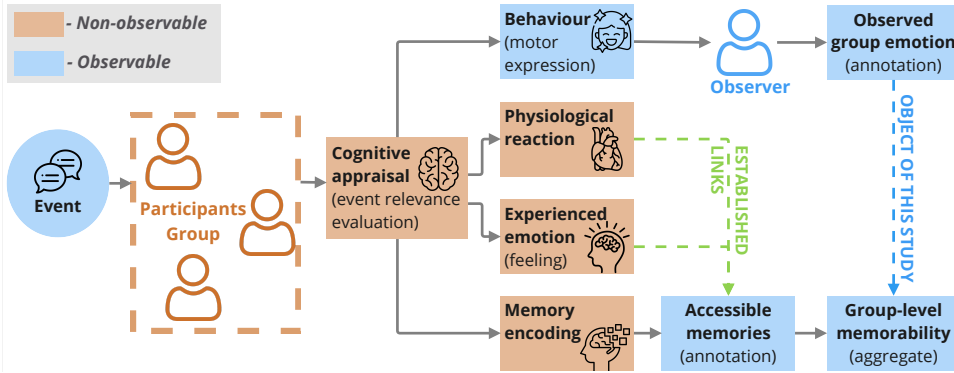 - Non-observable
- Observable
Event
Participants
Group
Cognitive
appraisal
(event relevance
evaluation)
Behaviour
(motor
expression)
Physiological
reaction
Experienced
emotion
(feeling)
Memory
encoding
Observer
Observed
group emotion
(annotation)
ESTABLISHED
LINKS
OBJECT OF THIS STUDY
Accessible
memories
(annotation)
Group-level
memorability
(aggregate)